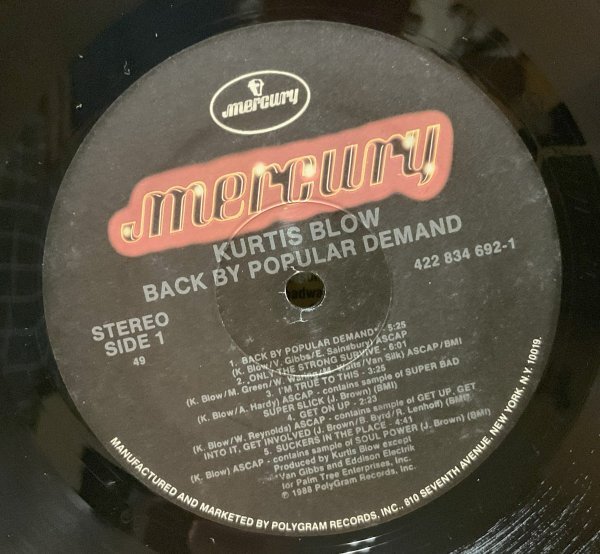 mercury
mercury
KURTIS BLOW
BACK BY POPULAR DEMAND
422 834 692-1
STEREO
SIDE 1
49
1. BACK BY POPULAR DEMAND* - 5:25
(K. Blow/V. Gibbs/E. Sainsbury) ASCAP
2. ONLY THE STRONG SURVIVE - 6:01
(K. Blow/M. Green/W. Waring/L. Watts/Van Silk) ASCAP/BMI
3. I'M TRUE TO THIS - 3:25
(K. Blow/A. Hardy) ASCAP - contains sample of SUPER BAD
SUPER SLICK (J. Brown) (BMI)
4. GET ON UP - 2:23
(K. Blow/W. Reynolds) ASCAP - contains sample of GET UP, GET
INTO IT, GET INVOLVED (J. Brown/B. Byrd/R. Lenhoff) (BMI)
5. SUCKERS IN THE PLACE - 4:41
(K. Blow) ASCAP - contains sample of SOUL POWER (J. Brown) (BMI)
Produced by Kurtis Blow except
*Van Gibbs and Eddison Electrik
for Palm Tree Enterprises, Inc.
℗ 1988 PolyGram Records, Inc.
MANUFACTURED AND MARKETED BY POLYGRAM RECORDS, INC., 810 SEVENTH AVENUE, NEW YORK, N.Y. 10019.